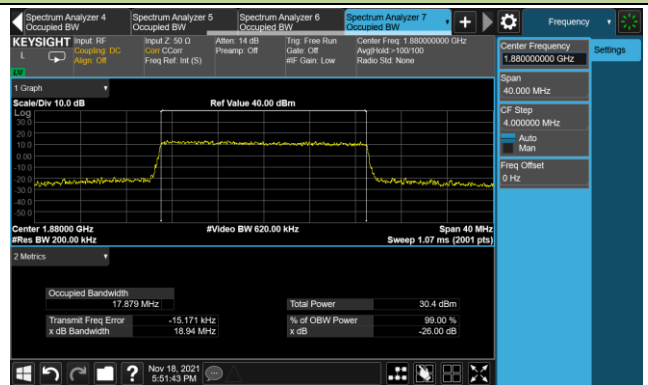 Spectrum Analyzer 4
Occupied BW
Spectrum Analyzer 5
Occupied BW
Spectrum Analyzer 6
Occupied BW
Spectrum Analyzer 7
Occupied BW
Frequency
KEYSIGHT
L
LXI
Input: RF
Coupling: DC
Align: Off
Input Z: 50 Ω
Corr CCorr
Freq Ref: Int (S)
Atten: 14 dB
Preamp: Off
Trig: Free Run
Gate: Off
#IF Gain: Low
Center Freq: 1.880000000 GHz
Avg|Hold:>100/100
Radio Std: None
Center Frequency
1.880000000 GHz
Settings
Span
40.000 MHz
CF Step
4.000000 MHz
Auto
Man
Freq Offset
0 Hz
1 Graph
Scale/Div 10.0 dB
Ref Value 40.00 dBm
Log
30.0
20.0
10.0
0.00
-10.0
-20.0
-30.0
-40.0
-50.0
Center 1.88000 GHz
#Video BW 620.00 kHz
Span 40 MHz
#Res BW 200.00 kHz
Sweep 1.07 ms (2001 pts)
2 Metrics
Occupied Bandwidth
17.879 MHz
Total Power
30.4 dBm
Transmit Freq Error
-15.171 kHz
% of OBW Power
99.00 %
x dB Bandwidth
18.94 MHz
x dB
-26.00 dB
?
Nov 18, 2021
5:51:43 PM